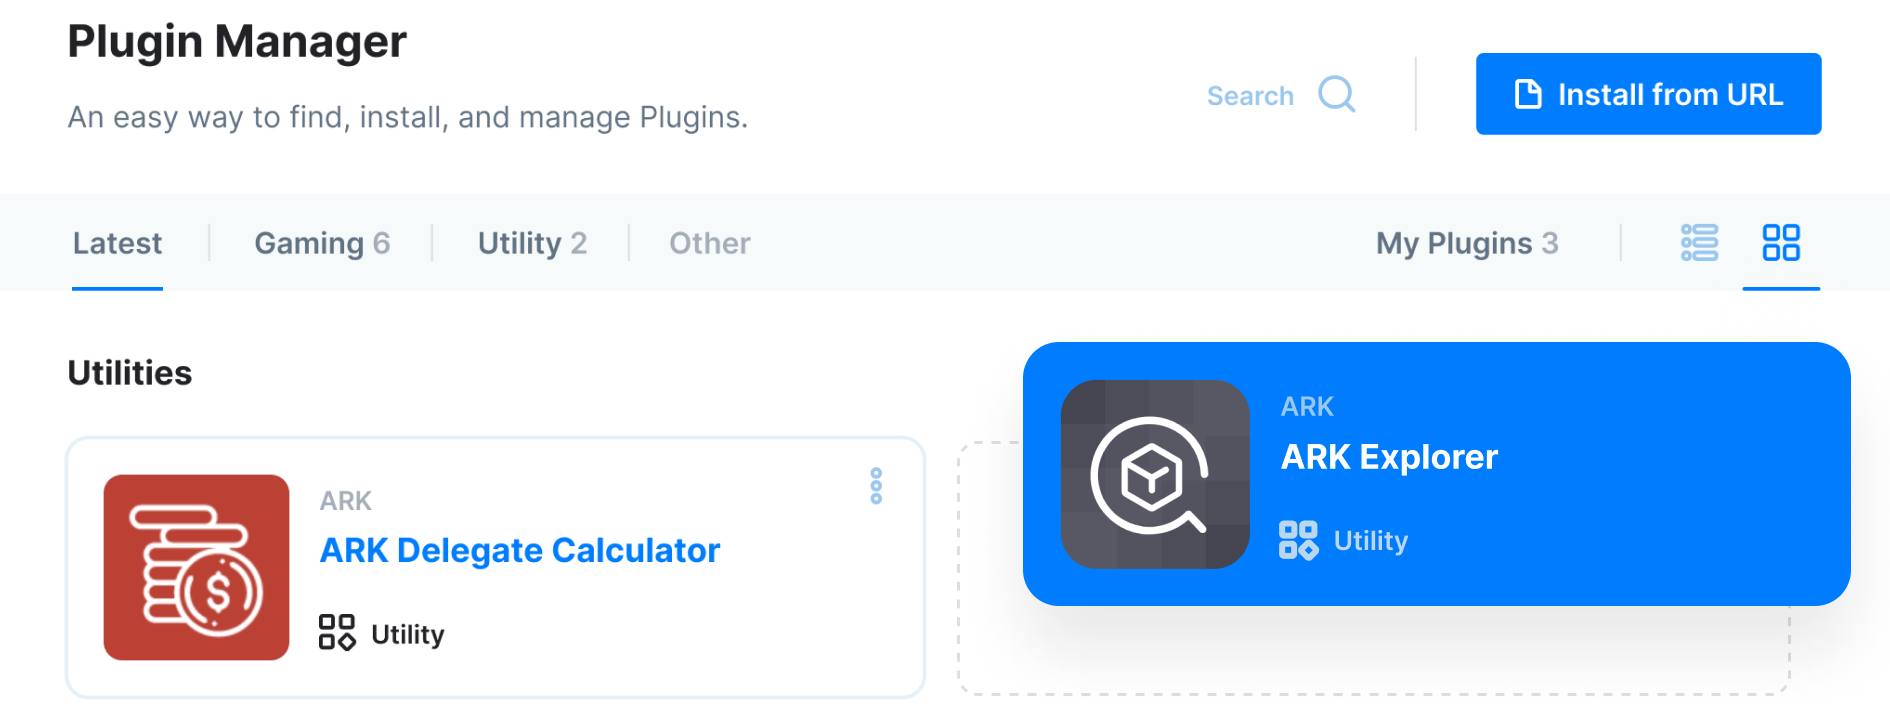 Plugin Manager
An easy way to find, install, and manage Plugins.
Search
Install from URL
Latest
Gaming 6
Utility 2
Other
My Plugins 3
Utilities
ARK
ARK Delegate Calculator
Utility
ARK
ARK Explorer
Utility